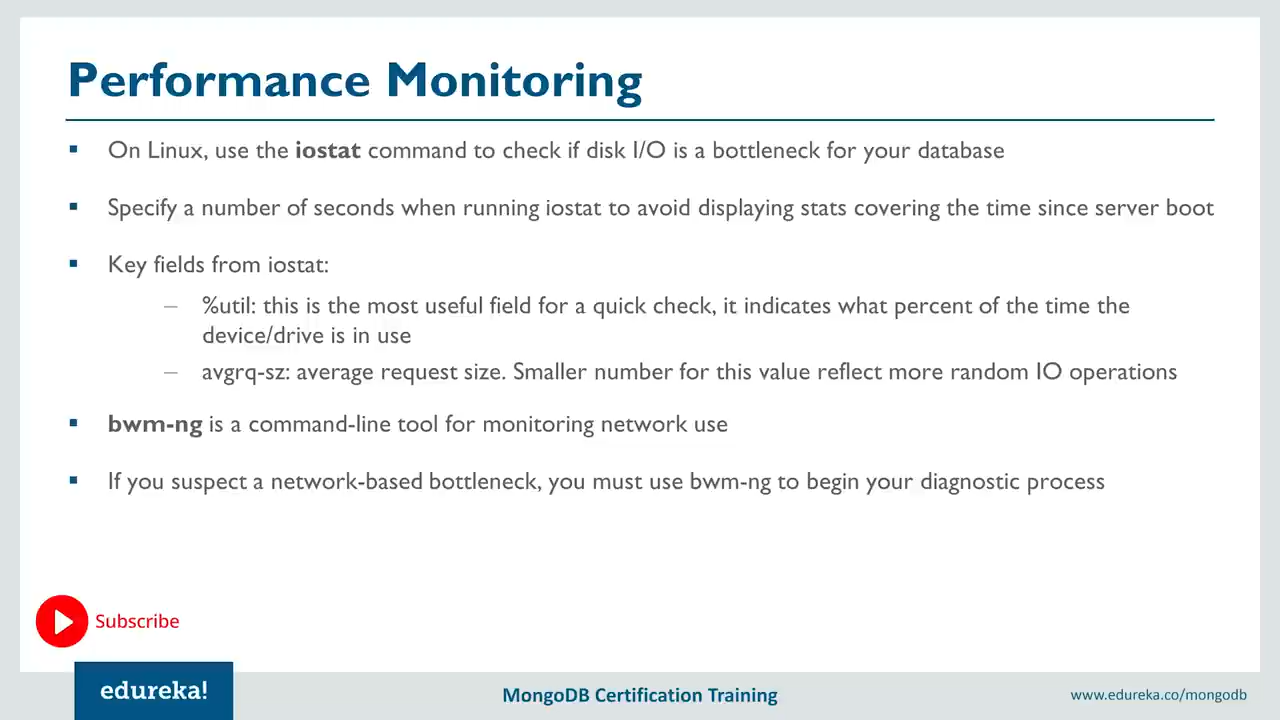 Performance Monitoring
▪ On Linux, use the iostat command to check if disk I/O is a bottleneck for your database
▪ Specify a number of seconds when running iostat to avoid displaying stats covering the time since server boot
▪ Key fields from iostat:
– %util: this is the most useful field for a quick check, it indicates what percent of the time the
device/drive is in use
– avgrq-sz: average request size. Smaller number for this value reflect more random IO operations
▪ bwm-ng is a command-line tool for monitoring network use
▪ If you suspect a network-based bottleneck, you must use bwm-ng to begin your diagnostic process
Subscribe
edureka!
MongoDB Certification Training
www.edureka.co/mongodb